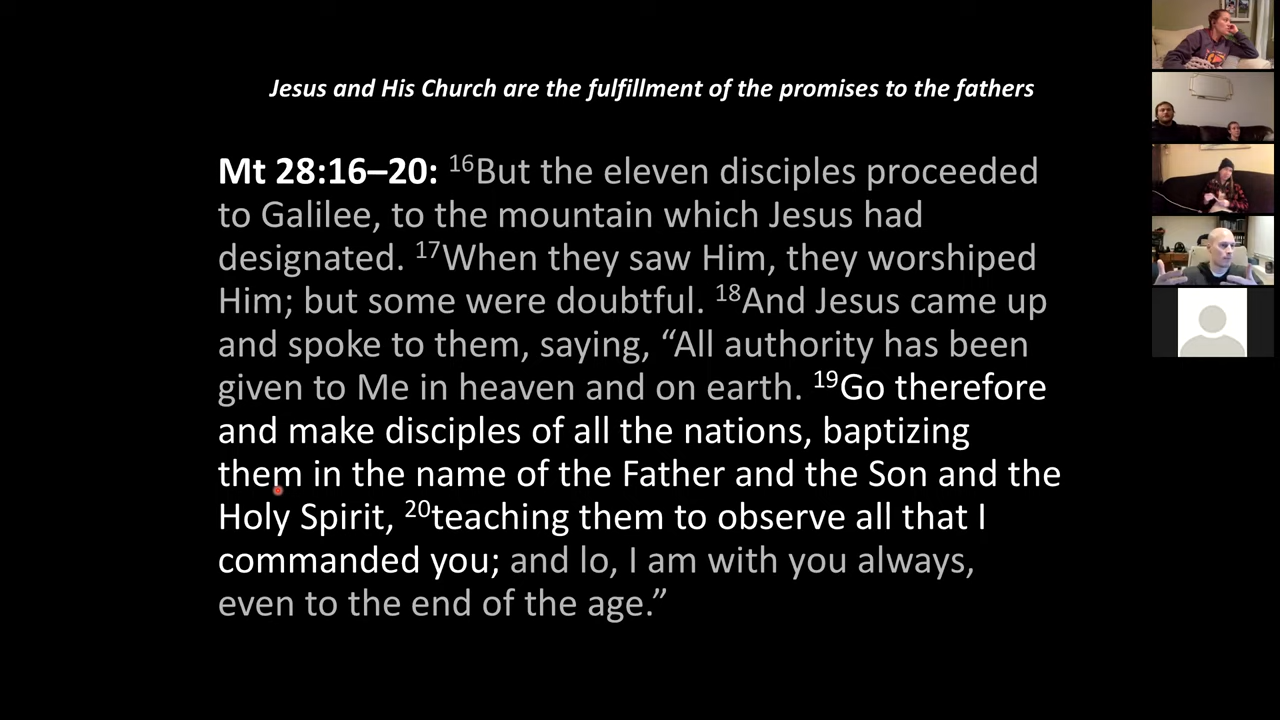 Jesus and His Church are the fulfillment of the promises to the fathers
Mt 28:16–20: 16But the eleven disciples proceeded
to Galilee, to the mountain which Jesus had
designated. 17When they saw Him, they worshiped
Him; but some were doubtful. 18And Jesus came up
and spoke to them, saying, “All authority has been
given to Me in heaven and on earth. 19Go therefore
and make disciples of all the nations, baptizing
them in the name of the Father and the Son and the
Holy Spirit, 20teaching them to observe all that I
commanded you; and lo, I am with you always,
even to the end of the age.”